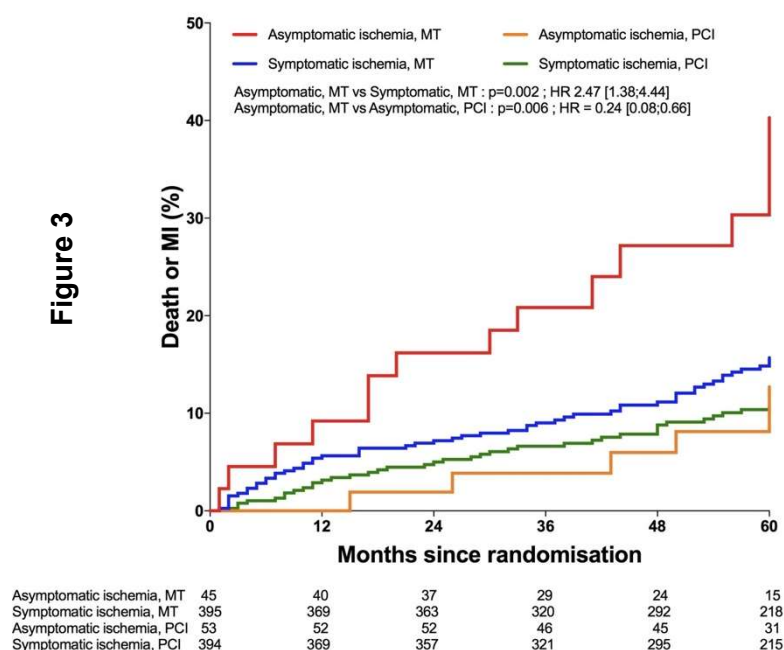 Figure 3
Death or MI (%)
50
40
30
20
10
0
Asymptomatic ischemia, MT
Asymptomatic ischemia, PCI
Symptomatic ischemia, MT
Symptomatic ischemia, PCI
Asymptomatic, MT vs Symptomatic, MT : p=0.002 ; HR 2.47 [1.38;4.44]
Asymptomatic, MT vs Asymptomatic, PCI : p=0.006 ; HR = 0.24 [0.08;0.66]
0 12 24 36 48 60
Months since randomisation
Asymptomatic ischemia, MT 45 40 37 29 24 15
Symptomatic ischemia, MT 395 369 363 320 292 218
Asymptomatic ischemia, PCI 53 52 52 46 45 31
Symptomatic ischemia, PCI 394 369 357 321 295 215